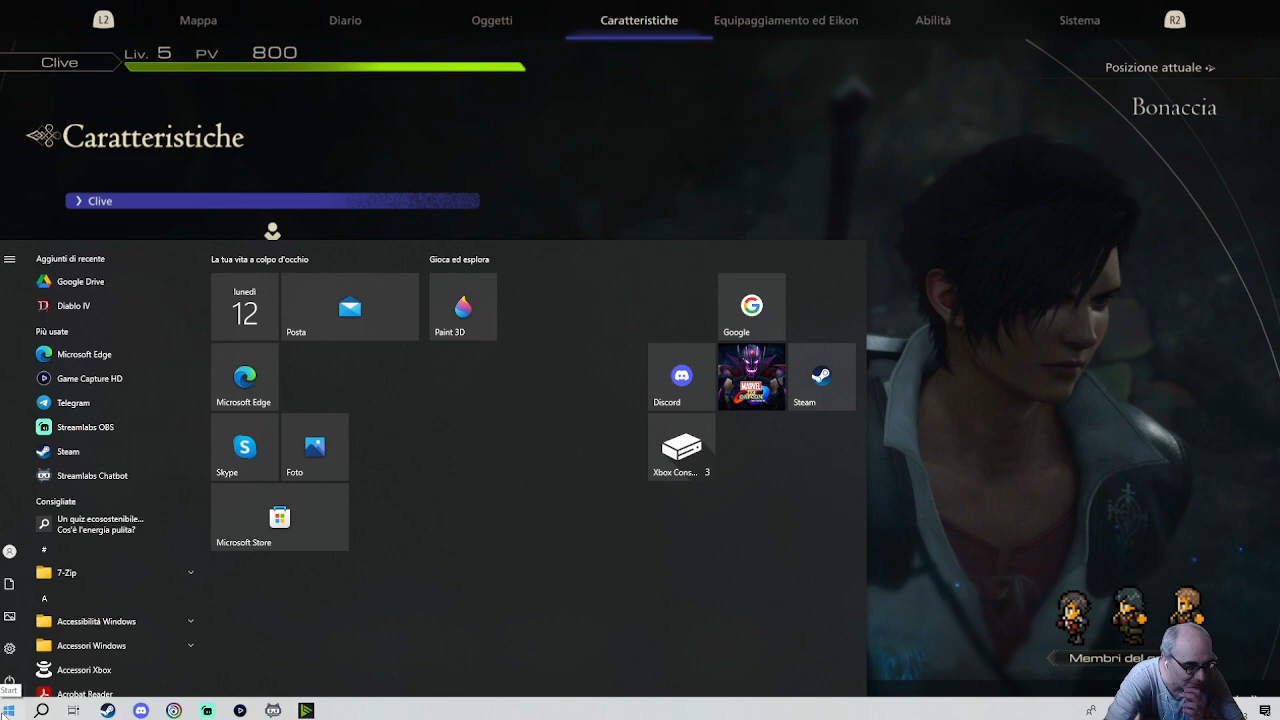 L2
Mappa
Diario
Oggetti
Caratteristiche
Equipaggiamento ed Eikon
Abilità
Sistema
R2
Clive
Liv. 5 PV 800
Posizione attuale
Bonaccia
Caratteristiche
Clive
Aggiunti di recente
Google Drive
Diablo IV
Più usate
Microsoft Edge
Game Capture HD
Telegram
Streamlabs OBS
Steam
Streamlabs Chatbot
Consigliate
Un quiz ecosostenibile...
Cos'è l'energia pulita?
#
7-Zip
A
Accessibilità Windows
Accessori Windows
Accessori Xbox
Acrobat Reader
Start
La tua vita a colpo d'occhio
lunedì
12
Posta
Microsoft Edge
Skype
Foto
Microsoft Store
Gioca ed esplora
Paint 3D
Google
Discord
MARVEL
CAPCOM
Steam
Xbox Cons... 3
Membri del